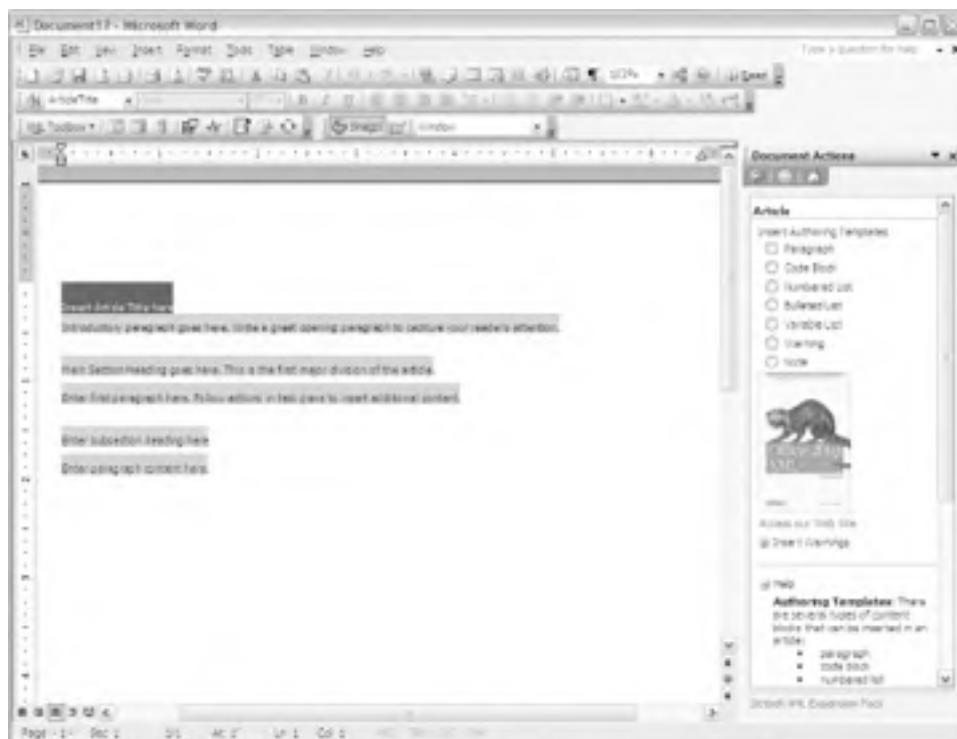 Document17 - Microsoft Word
File Edit View Insert Format Tools Table Window Help
Type a question for help
ArticleTitle
Toolbox
window
Document Actions
Article
Insert Authoring Templates
Paragraph
Code Block
Numbered List
Bulleted List
Variable List
Warning
Note
Insert Article Title here
Introductory paragraph goes here. Write a great opening paragraph to capture your reader's attention.
Main Section Heading goes here. This is the first major division of the article.
Enter first paragraph here. Follow actions in task pane to insert additional content.
Enter subsection heading here
Enter paragraph content here.
Access our Web Site
Insert Warnings
Help
Authoring Templates: There
are several types of content
blocks that can be inserted in an
article:
paragraph
code block
numbered list
XML Expansion Pack
Page 1 Sec 1 1/1 At 1" Ln 1 Col 1